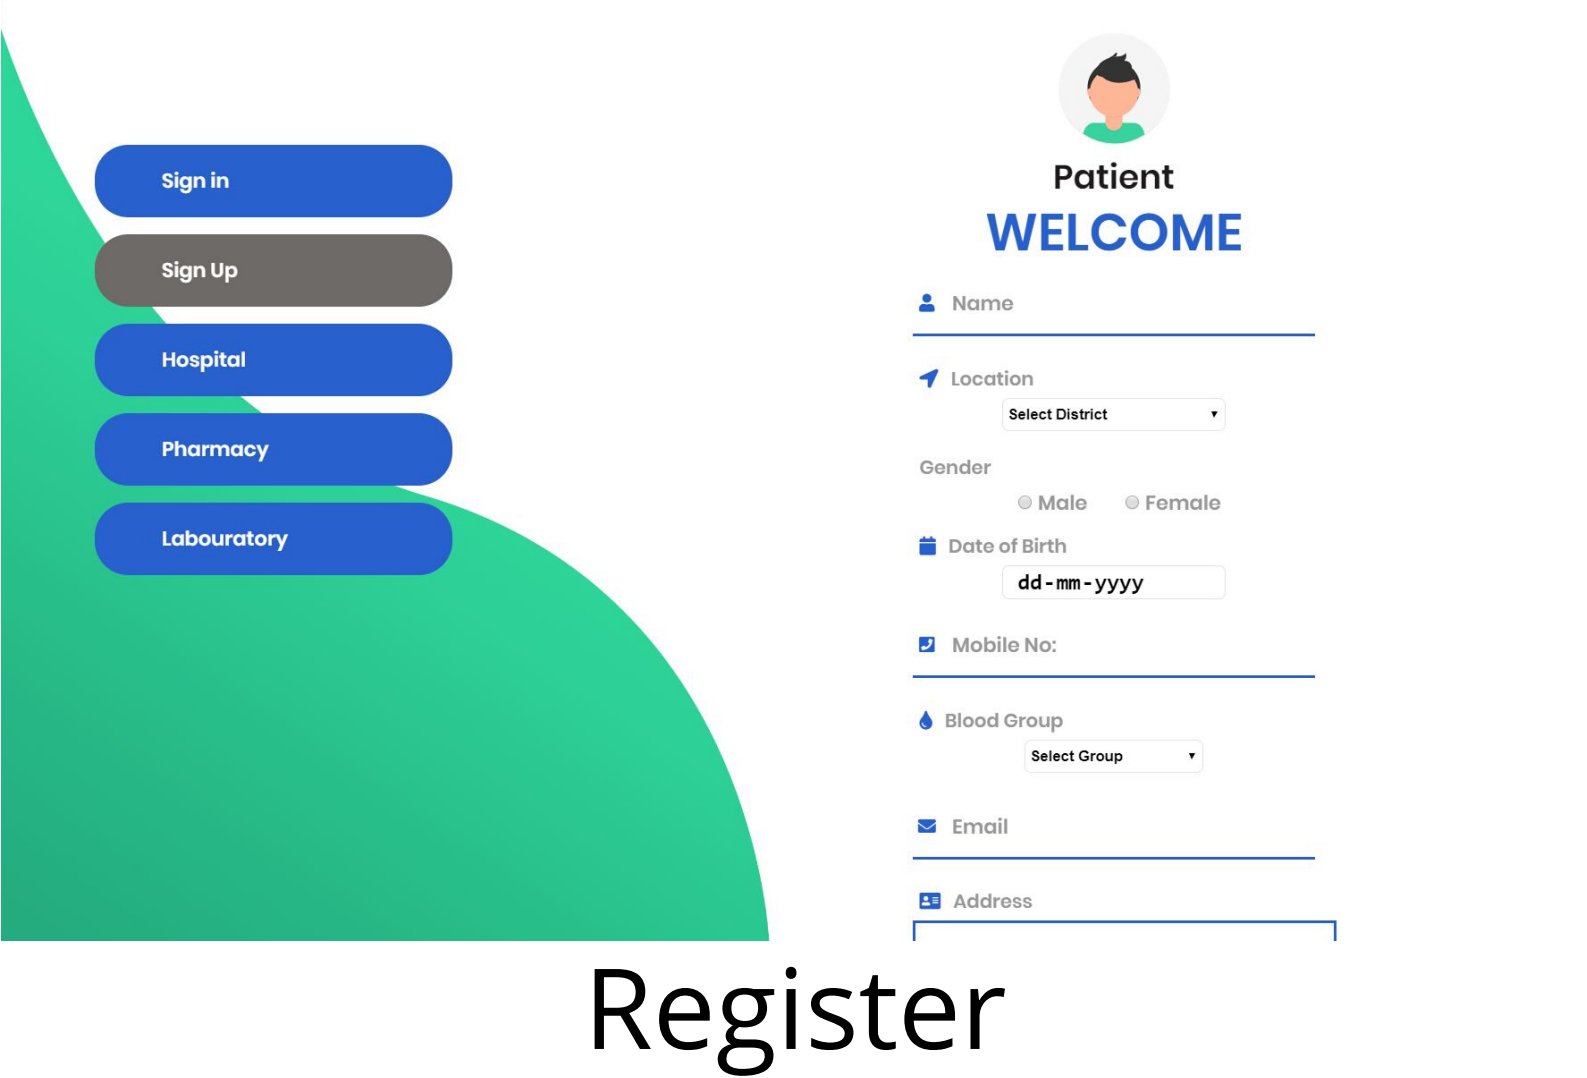 Sign in
Sign Up
Hospital
Pharmacy
Labouratory
Patient
WELCOME
Name
Location
Select District
Gender
Male Female
Date of Birth
dd-mm-yyyy
Mobile No:
Blood Group
Select Group
Email
Address
Register